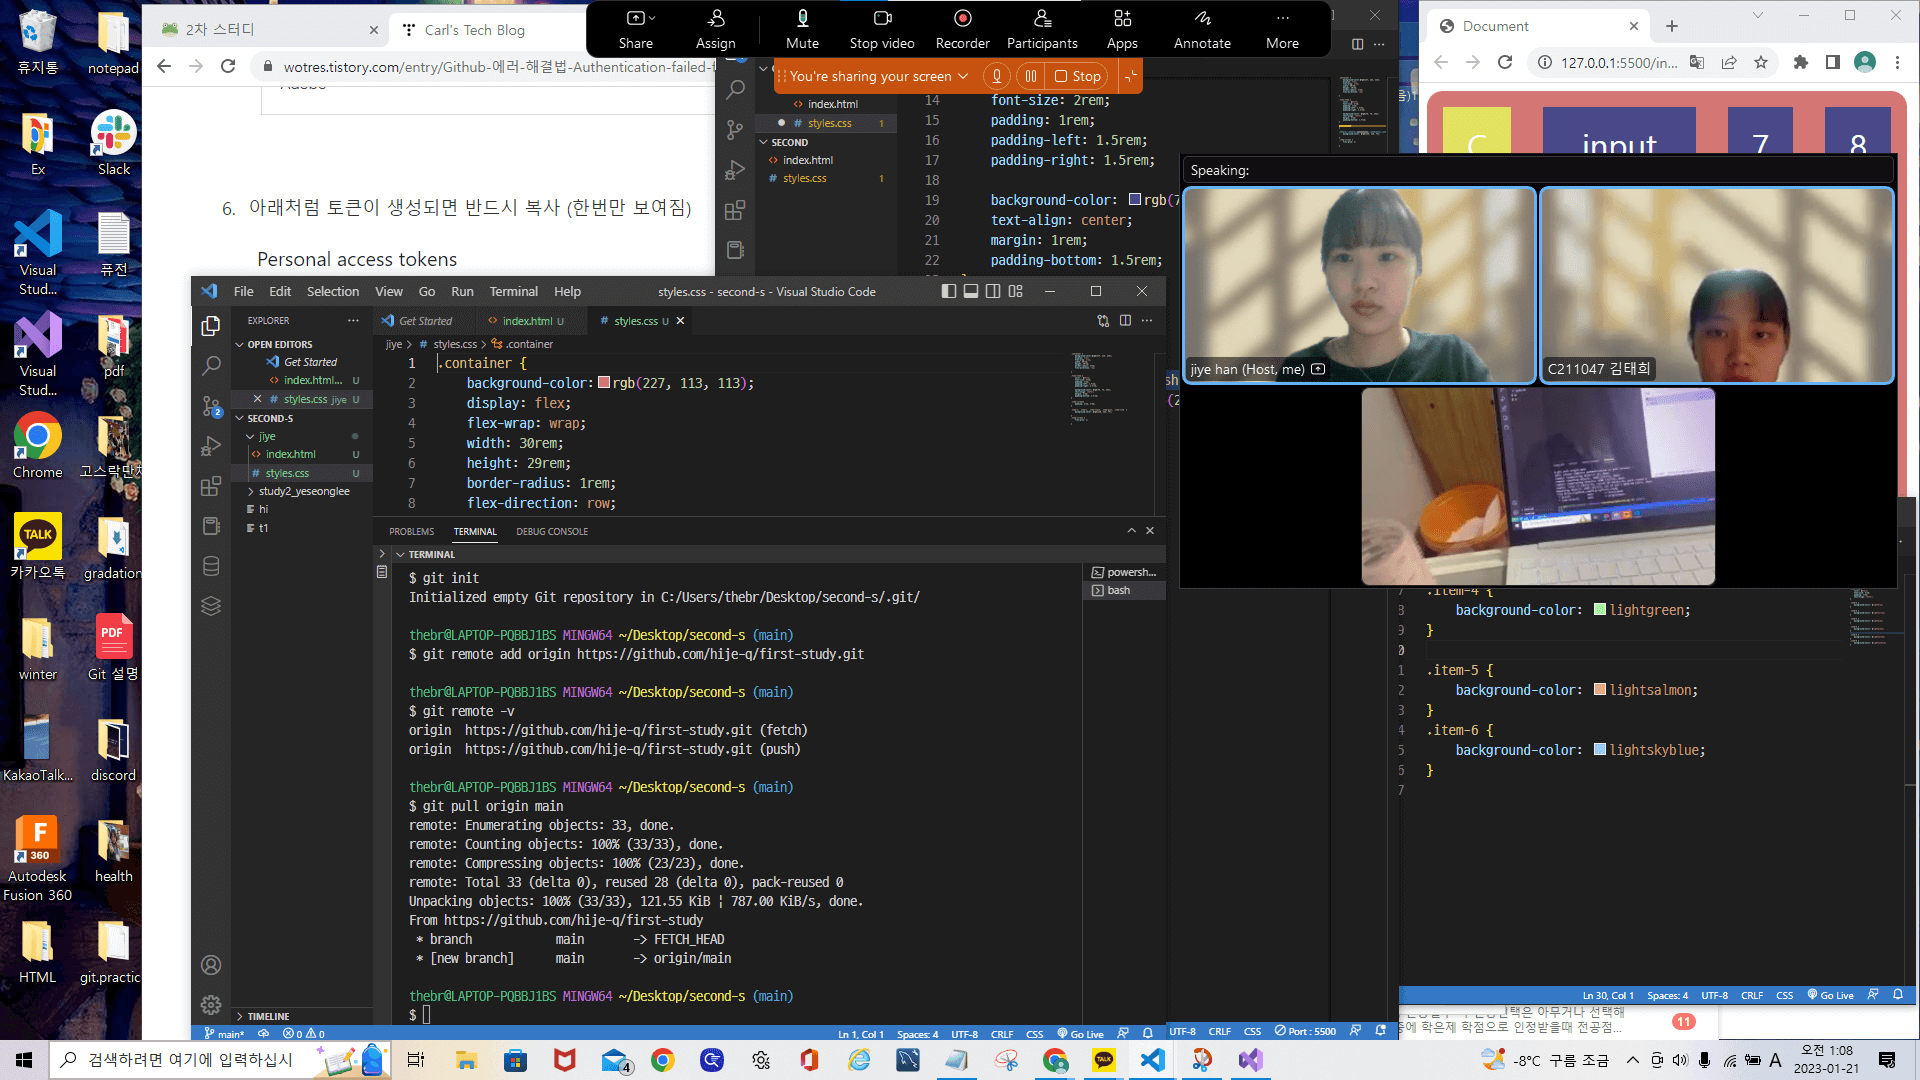 휴지통
notepad
Ex
Slack
Visual Stud...
퓨전
Visual Stud...
pdf
Chrome
고스락단체
TALK
카카오톡
gradation
winter
PDF
Git 설명
KakaoTalk...
discord
360
Autodesk Fusion 360
health
HTML
git.practic
2차 스터디
Carl's Tech Blog
wotres.tistory.com/entry/Github-에러-해결법-Authentication-failed-f
6. 아래처럼 토큰이 생성되면 반드시 복사 (한번만 보여짐)
Personal access tokens
Share
Assign
Mute
Stop video
Recorder
Participants
Apps
Annotate
More
You're sharing your screen
Stop
index.html
styles.css 1
SECOND
index.html
styles.css 1
14 font-size: 2rem;
15 padding: 1rem;
16 padding-left: 1.5rem;
17 padding-right: 1.5rem;
18
19 background-color: rgb(7
20 text-align: center;
21 margin: 1rem;
22 padding-bottom: 1.5rem;
Document
127.0.0.1:5500/in...
C
input
7
8
Speaking:
jiye han (Host, me)
C211047 김태희
File Edit Selection View Go Run Terminal Help
styles.css - second-s - Visual Studio Code
EXPLORER
OPEN EDITORS
Get Started
index.html... U
styles.css jiye U
SECOND-S
jiye
index.html U
styles.css U
study2_yeseonglee
hi
t1
TIMELINE
Get Started
index.html U
styles.css U
jiye > # styles.css > .container
1 .container {
2 background-color: rgb(227, 113, 113);
3 display: flex;
4 flex-wrap: wrap;
5 width: 30rem;
6 height: 29rem;
7 border-radius: 1rem;
8 flex-direction: row;
PROBLEMS TERMINAL DEBUG CONSOLE
TERMINAL
powersh...
bash
$ git init
Initialized empty Git repository in C:/Users/thebr/Desktop/second-s/.git/
thebr@LAPTOP-PQBBJ1BS MINGW64 ~/Desktop/second-s (main)
$ git remote add origin https://github.com/hije-q/first-study.git
thebr@LAPTOP-PQBBJ1BS MINGW64 ~/Desktop/second-s (main)
$ git remote -v
origin https://github.com/hije-q/first-study.git (fetch)
origin https://github.com/hije-q/first-study.git (push)
thebr@LAPTOP-PQBBJ1BS MINGW64 ~/Desktop/second-s (main)
$ git pull origin main
remote: Enumerating objects: 33, done.
remote: Counting objects: 100% (33/33), done.
remote: Compressing objects: 100% (23/23), done.
remote: Total 33 (delta 0), reused 28 (delta 0), pack-reused 0
Unpacking objects: 100% (33/33), 121.55 KiB ¦ 787.00 KiB/s, done.
From https://github.com/hije-q/first-study
* branch main -> FETCH_HEAD
* [new branch] main -> origin/main
thebr@LAPTOP-PQBBJ1BS MINGW64 ~/Desktop/second-s (main)
$
main* 0 0
Ln 1, Col 1 Spaces: 4 UTF-8 CRLF CSS Go Live
UTF-8 CRLF CSS Port : 5500
.item-4 {
8 background-color: lightgreen;
9 }
0
1 .item-5 {
2 background-color: lightsalmon;
3 }
4 .item-6 {
5 background-color: lightskyblue;
6 }
7
Ln 30, Col 1 Spaces: 4 UTF-8 CRLF CSS Go Live
중에 학은제 학점으로 인정받을때 전공점...
11
검색하려면 여기에 입력하십시
4
TALK
-8°C 구름 조금
A
오전 1:08
2023-01-21